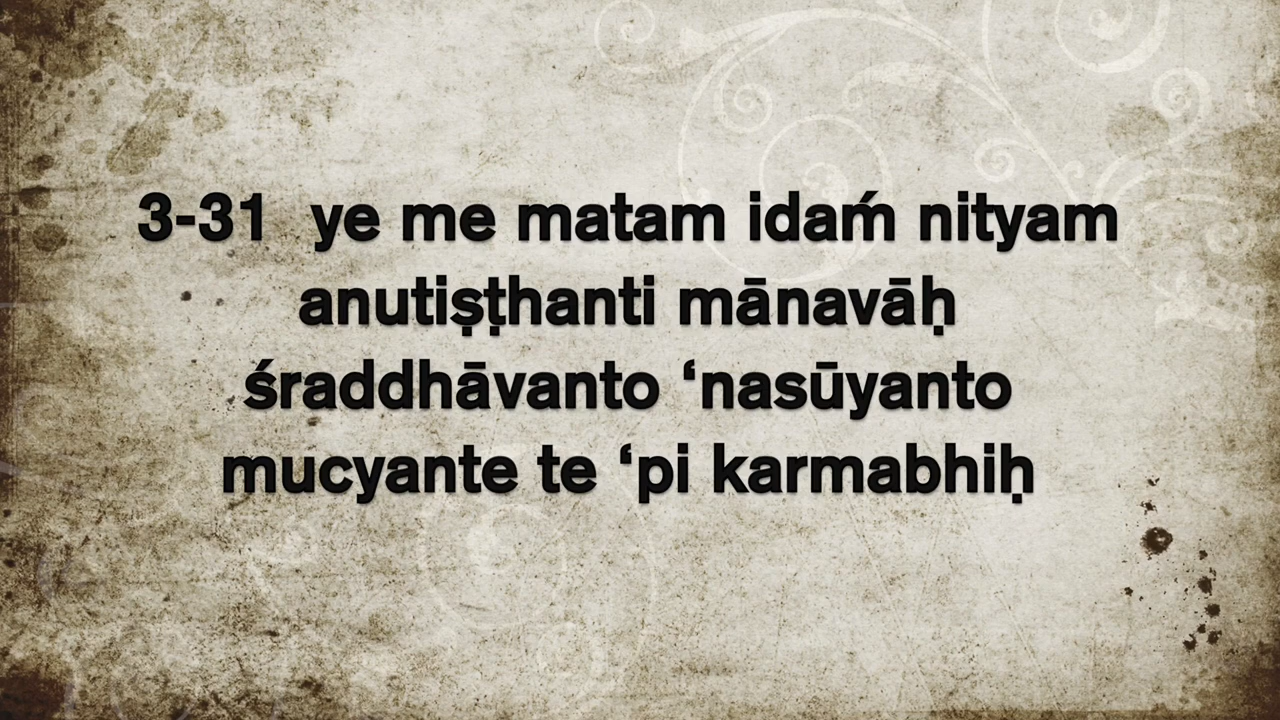 3-31  ye me matam idaḿ nityam
anutiṣṭhanti mānavāḥ
śraddhāvanto ‘nasūyanto
mucyante te ‘pi karmabhiḥ